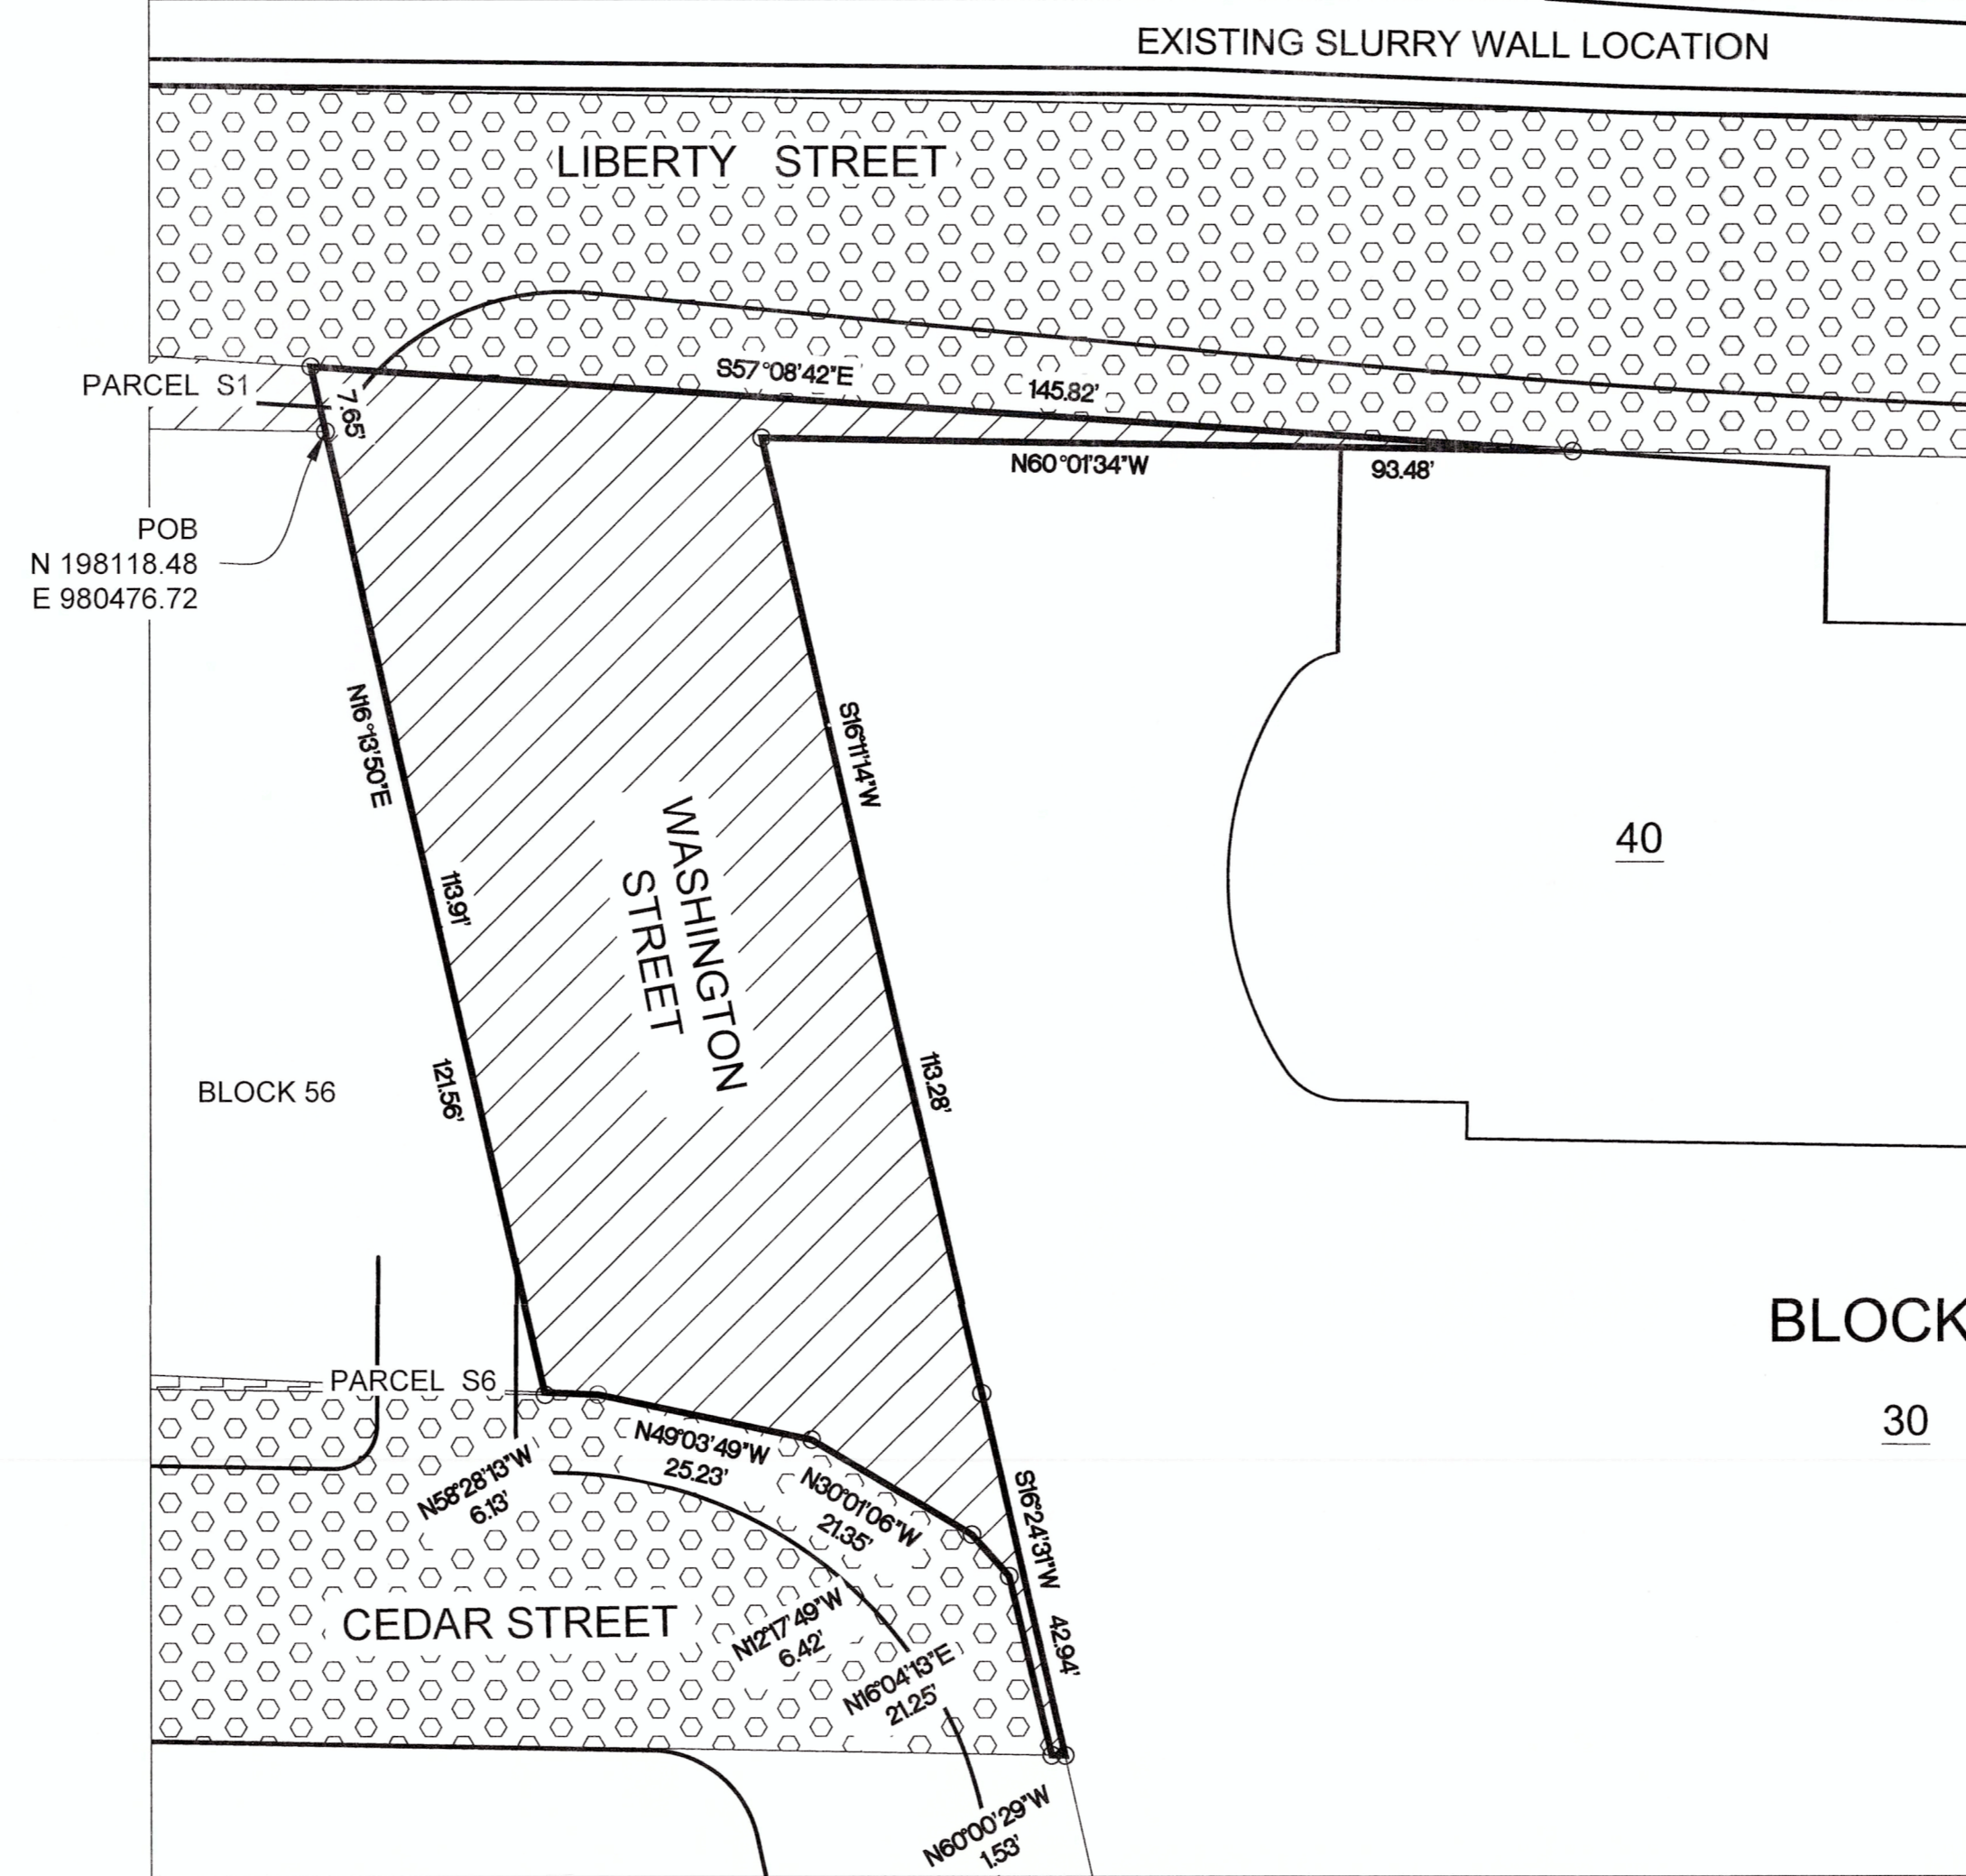 EXISTING SLURRY WALL LOCATION
LIBERTY STREET
PARCEL S1
7.65'
S57°08'42"E
145.82'
N60°01'34"W
93.48'
POB
N 198118.48
E 980476.72
N16°13'50"E
113.91'
121.56'
S16°11'14"W
113.28'
WASHINGTON
STREET
40
BLOCK 56
BLOCK
30
PARCEL S6
N58°28'13"W
6.13'
N49°03'49"W
25.23'
N30°01'06"W
21.35'
S16°24'31"W
42.94'
CEDAR STREET
N12°17'49"W
6.42'
N16°04'13"E
21.25'
N60°00'29"W
1.53'